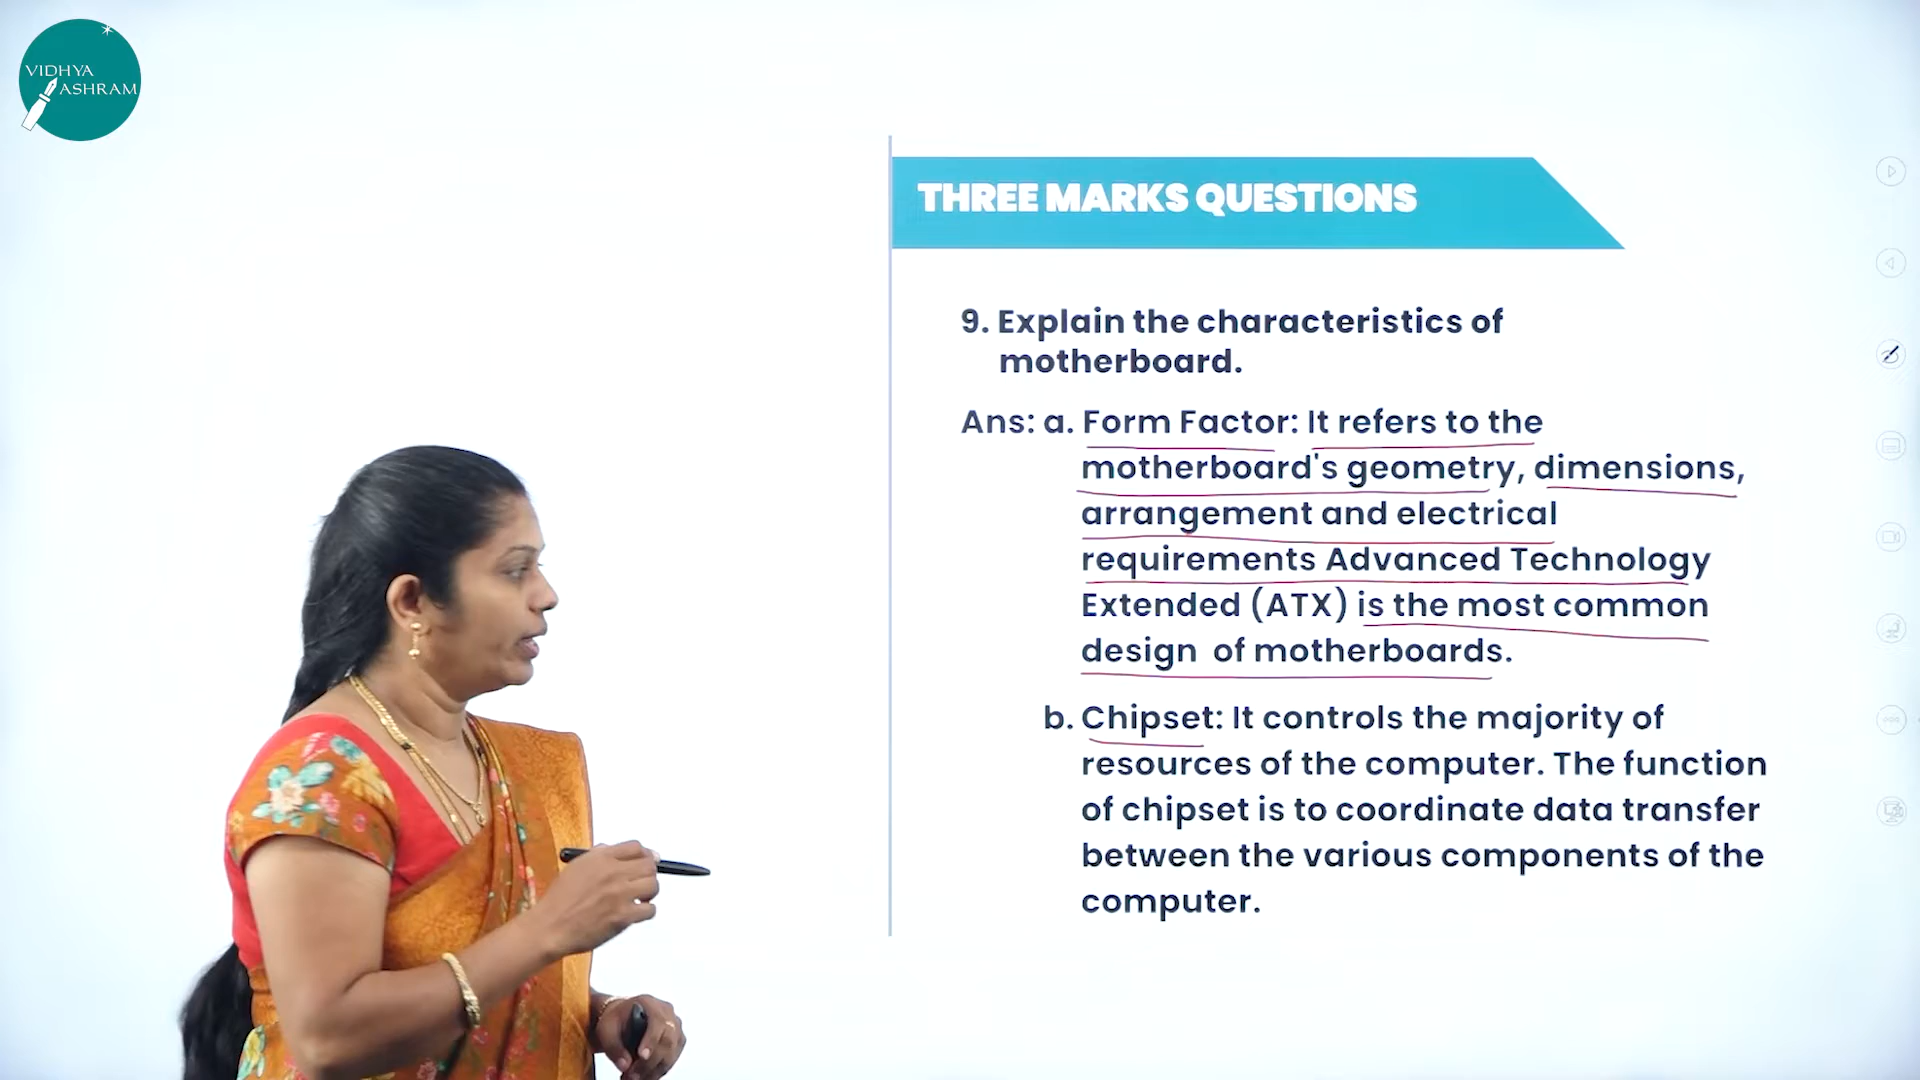 VIDHYA
ASHRAM
THREE MARKS QUESTIONS
9. Explain the characteristics of
motherboard.
Ans: a. Form Factor: It refers to the
motherboard's geometry, dimensions,
arrangement and electrical
requirements Advanced Technology
Extended (ATX) is the most common
design of motherboards.
b. Chipset: It controls the majority of
resources of the computer. The function
of chipset is to coordinate data transfer
between the various components of the
computer.